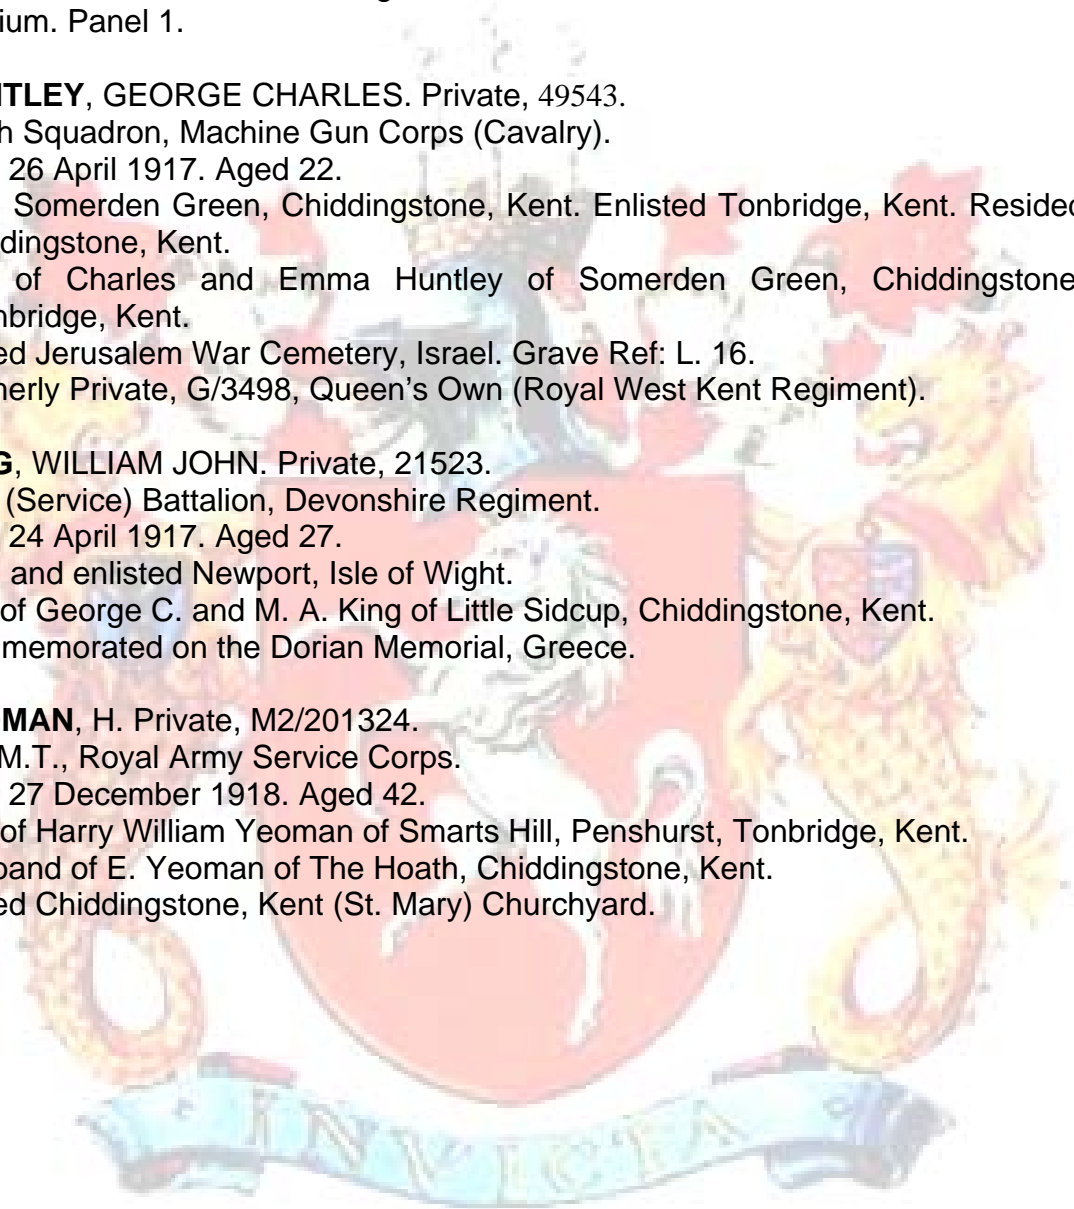 ium. Panel 1.
NTLEY, GEORGE CHARLES. Private, 49543.
h Squadron, Machine Gun Corps (Cavalry).
26 April 1917. Aged 22.
Somerden Green, Chiddingstone, Kent. Enlisted Tonbridge, Kent. Resided
ddingstone, Kent.
of Charles and Emma Huntley of Somerden Green, Chiddingstone,
nbridge, Kent.
ed Jerusalem War Cemetery, Israel. Grave Ref: L. 16.
merly Private, G/3498, Queen’s Own (Royal West Kent Regiment).
G, WILLIAM JOHN. Private, 21523.
(Service) Battalion, Devonshire Regiment.
24 April 1917. Aged 27.
and enlisted Newport, Isle of Wight.
of George C. and M. A. King of Little Sidcup, Chiddingstone, Kent.
memorated on the Dorian Memorial, Greece.
MAN, H. Private, M2/201324.
M.T., Royal Army Service Corps.
27 December 1918. Aged 42.
of Harry William Yeoman of Smarts Hill, Penshurst, Tonbridge, Kent.
band of E. Yeoman of The Hoath, Chiddingstone, Kent.
ed Chiddingstone, Kent (St. Mary) Churchyard.
INVICTA